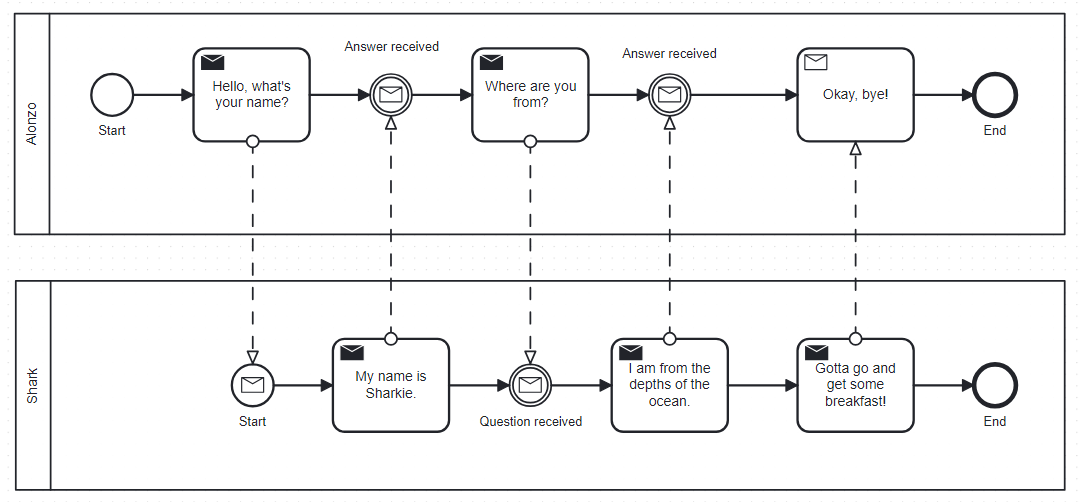 Alonzo
Start
Hello, what's
your name?
Answer received
Where are you
from?
Answer received
Okay, bye!
End
Shark
Start
My name is
Sharkie.
Question received
I am from the
depths of the
ocean.
Gotta go and
get some
breakfast!
End